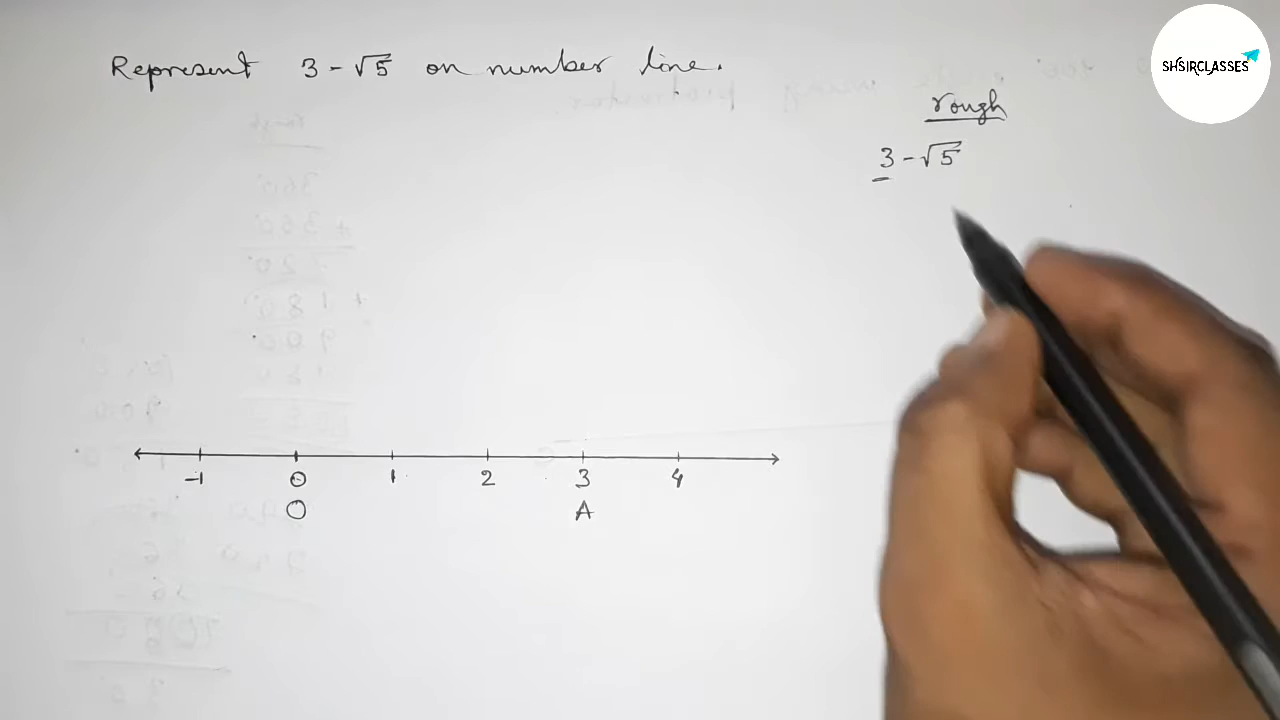 Represent 3 - √5 on number line.
SHSIRCLASSES
rough
3 - √5
-1 0 1 2 3 4
O A